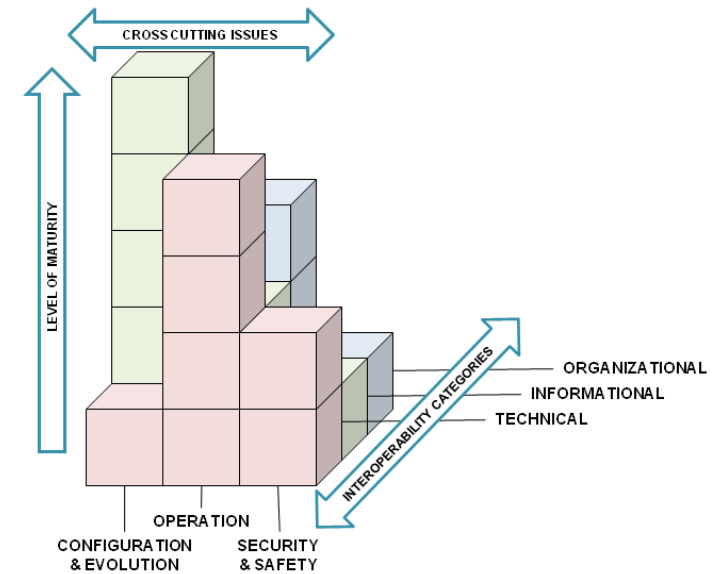 CROSSCUTTING ISSUES
LEVEL OF MATURITY
INTEROPERABILITY CATEGORIES
ORGANIZATIONAL
INFORMATIONAL
TECHNICAL
OPERATION
CONFIGURATION
& EVOLUTION
SECURITY
& SAFETY